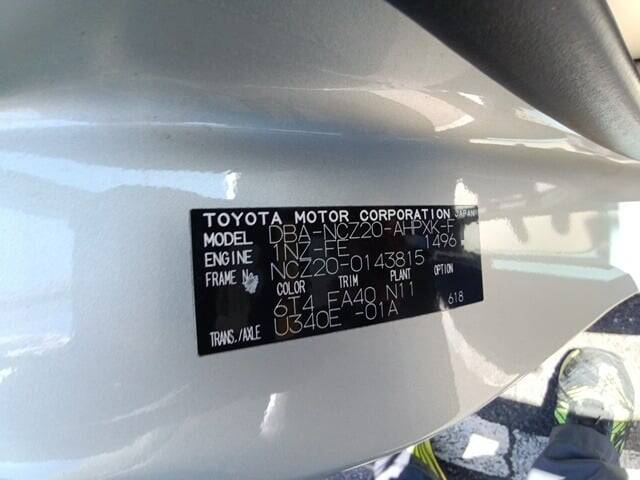 TOYOTA MOTOR CORPORATION JAPAN
MODEL DBA-NCZ20-AHPXK-F
ENGINE 1NZ-FE 1496
FRAME No. NCZ20-0143815
COLOR TRIM PLANT OPTION
6T4 FA40 N11 618
TRANS./AXLE U340E -01A